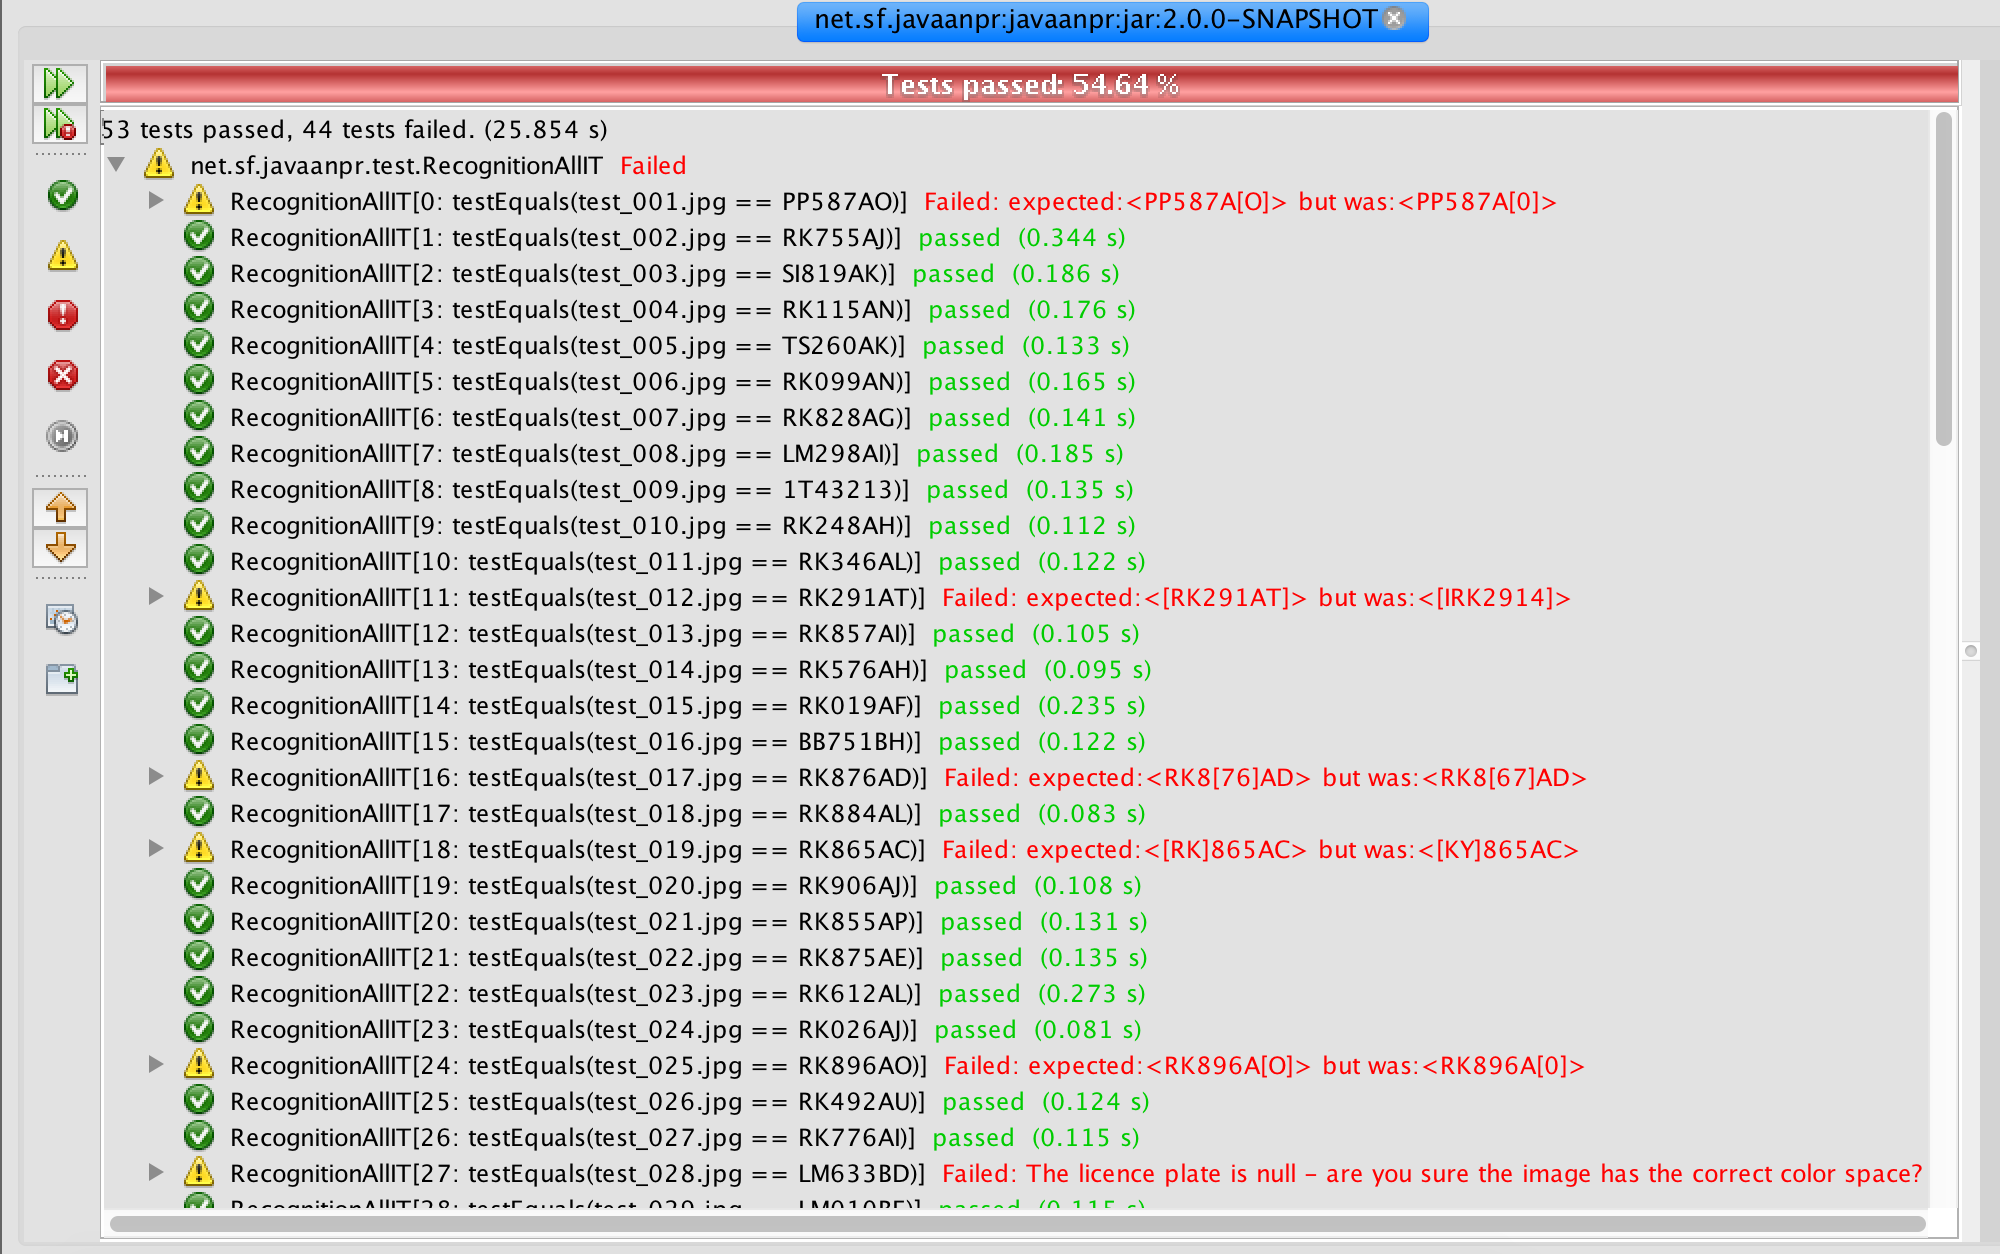 net.sf.javaanpr:javaanpr:jar:2.0.0-SNAPSHOT
Tests passed: 54.64 %
53 tests passed, 44 tests failed. (25.854 s)
net.sf.javaanpr.test.RecognitionAllIT Failed
RecognitionAllIT[0: testEquals(test_001.jpg == PP587AO)] Failed: expected:<PP587A[O]> but was:<PP587A[0]>
RecognitionAllIT[1: testEquals(test_002.jpg == RK755AJ)] passed (0.344 s)
RecognitionAllIT[2: testEquals(test_003.jpg == SI819AK)] passed (0.186 s)
RecognitionAllIT[3: testEquals(test_004.jpg == RK115AN)] passed (0.176 s)
RecognitionAllIT[4: testEquals(test_005.jpg == TS260AK)] passed (0.133 s)
RecognitionAllIT[5: testEquals(test_006.jpg == RK099AN)] passed (0.165 s)
RecognitionAllIT[6: testEquals(test_007.jpg == RK828AG)] passed (0.141 s)
RecognitionAllIT[7: testEquals(test_008.jpg == LM298AI)] passed (0.185 s)
RecognitionAllIT[8: testEquals(test_009.jpg == 1T43213)] passed (0.135 s)
RecognitionAllIT[9: testEquals(test_010.jpg == RK248AH)] passed (0.112 s)
RecognitionAllIT[10: testEquals(test_011.jpg == RK346AL)] passed (0.122 s)
RecognitionAllIT[11: testEquals(test_012.jpg == RK291AT)] Failed: expected:<[RK291AT]> but was:<[IRK2914]>
RecognitionAllIT[12: testEquals(test_013.jpg == RK857AI)] passed (0.105 s)
RecognitionAllIT[13: testEquals(test_014.jpg == RK576AH)] passed (0.095 s)
RecognitionAllIT[14: testEquals(test_015.jpg == RK019AF)] passed (0.235 s)
RecognitionAllIT[15: testEquals(test_016.jpg == BB751BH)] passed (0.122 s)
RecognitionAllIT[16: testEquals(test_017.jpg == RK876AD)] Failed: expected:<RK8[76]AD> but was:<RK8[67]AD>
RecognitionAllIT[17: testEquals(test_018.jpg == RK884AL)] passed (0.083 s)
RecognitionAllIT[18: testEquals(test_019.jpg == RK865AC)] Failed: expected:<[RK]865AC> but was:<[KY]865AC>
RecognitionAllIT[19: testEquals(test_020.jpg == RK906AJ)] passed (0.108 s)
RecognitionAllIT[20: testEquals(test_021.jpg == RK855AP)] passed (0.131 s)
RecognitionAllIT[21: testEquals(test_022.jpg == RK875AE)] passed (0.135 s)
RecognitionAllIT[22: testEquals(test_023.jpg == RK612AL)] passed (0.273 s)
RecognitionAllIT[23: testEquals(test_024.jpg == RK026AJ)] passed (0.081 s)
RecognitionAllIT[24: testEquals(test_025.jpg == RK896AO)] Failed: expected:<RK896A[O]> but was:<RK896A[0]>
RecognitionAllIT[25: testEquals(test_026.jpg == RK492AU)] passed (0.124 s)
RecognitionAllIT[26: testEquals(test_027.jpg == RK776AI)] passed (0.115 s)
RecognitionAllIT[27: testEquals(test_028.jpg == LM633BD)] Failed: The licence plate is null – are you sure the image has the correct color space?